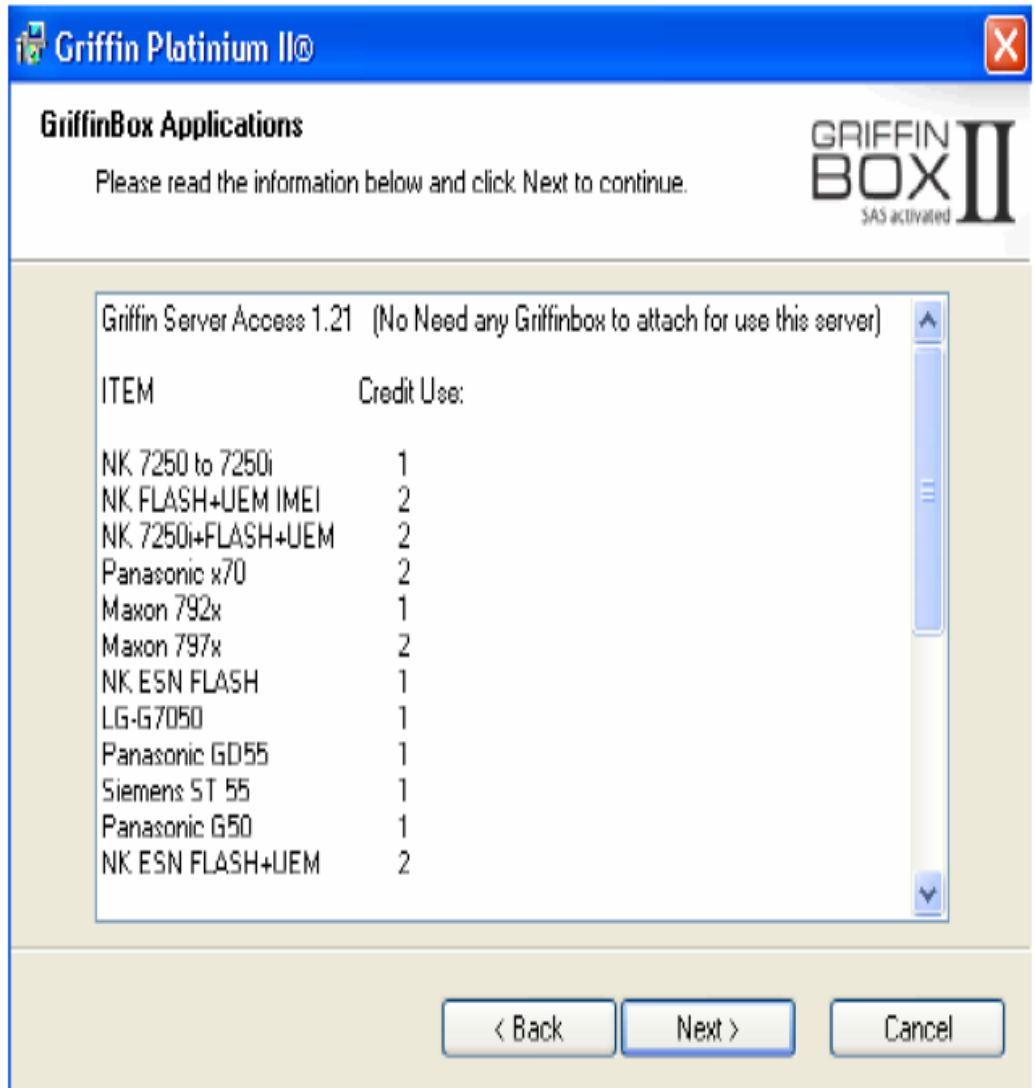 Griffin Platinium II®
GriffinBox Applications
Please read the information below and click Next to continue.
GRIFFIN
BOX II
SAS activated
Griffin Server Access 1.21 (No Need any Griffinbox to attach for use this server)
ITEM Credit Use:
NK 7250 to 7250i 1
NK FLASH+UEM IMEI 2
NK 7250i+FLASH+UEM 2
Panasonic x70 2
Maxon 792x 1
Maxon 797x 2
NK ESN FLASH 1
LG-G7050 1
Panasonic GD55 1
Siemens ST 55 1
Panasonic G50 1
NK ESN FLASH+UEM 2
< Back Next > Cancel